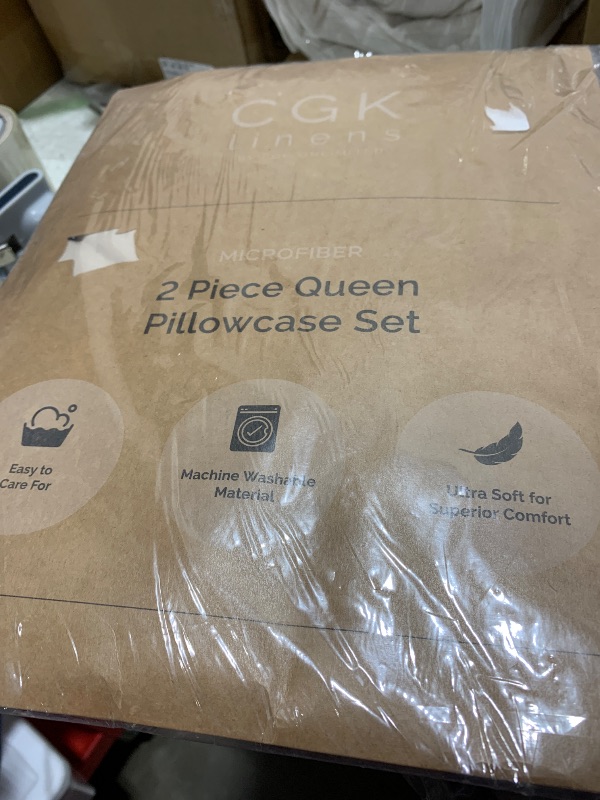 CGK
linens
MICROFIBER
2 Piece Queen
Pillowcase Set
Easy to
Care For
Machine Washable
Material
Ultra Soft for
Superior Comfort